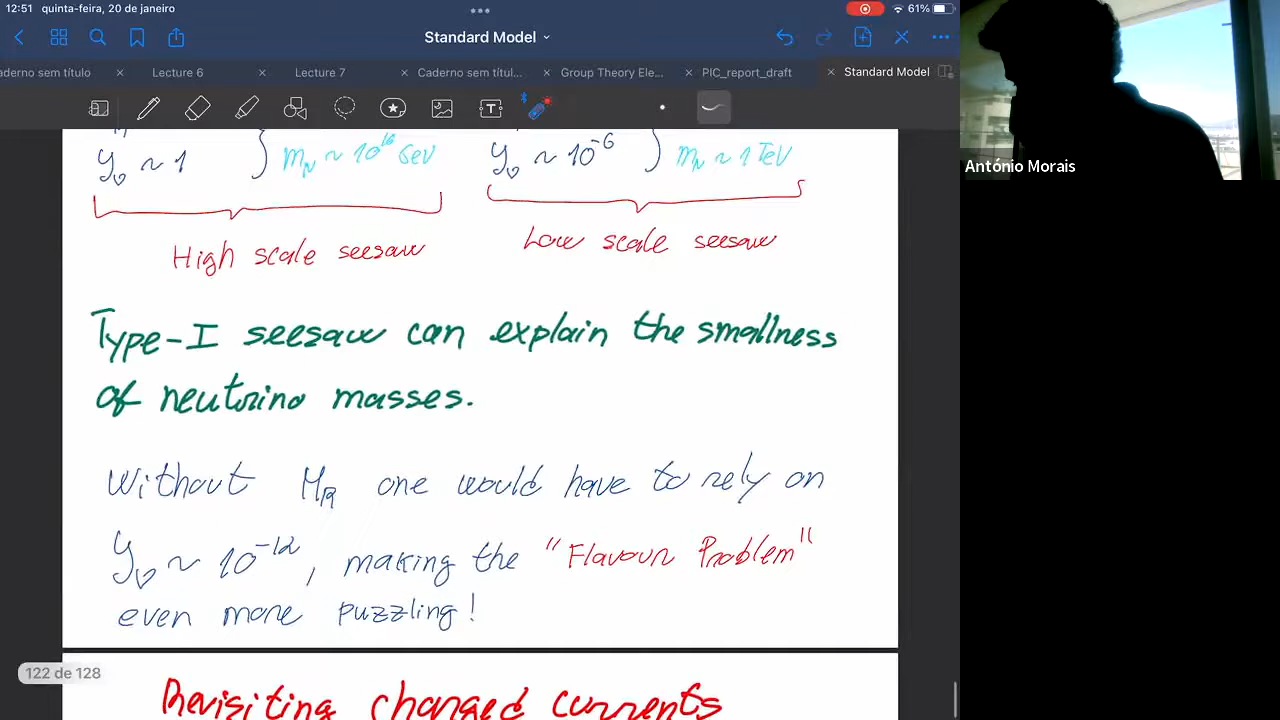 12:51 quinta-feira, 20 de janeiro
61%
Standard Model
aderno sem título
Lecture 6
Lecture 7
Caderno sem títul...
Group Theory Ele...
PIC_report_draft
Standard Model
António Morais
yν ~ 1 } mN ~ 10^16 GeV
yν ~ 10^-6 ) mN ~ 1 TeV
High scale seesaw
Low scale seesaw
Type-I seesaw can explain the smallness
of neutrino masses.
Without MR one would have to rely on
yν ~ 10^-12, making the "Flavour Problem"
even more puzzling!
122 de 128
Revisiting charged currents